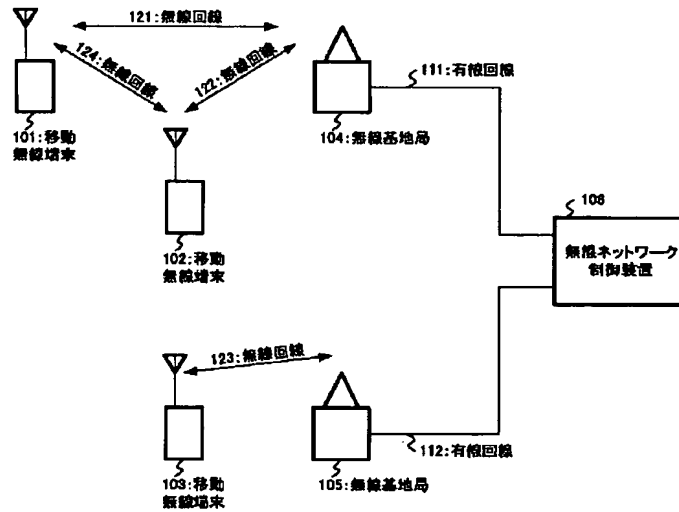 121:無線回線
124:無線回線
122:無線回線
111:有線回線
101:移動
無線端末
104:無線基地局
106
無線ネットワーク
制御装置
102:移動
無線端末
123:無線回線
112:有線回線
103:移動
無線端末
105:無線基地局